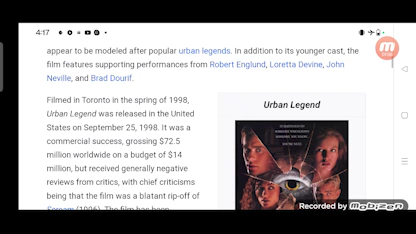 4:17
appear to be modeled after popular urban legends. In addition to its younger cast, the
film features supporting performances from Robert Englund, Loretta Devine, John
Neville, and Brad Dourif.
Filmed in Toronto in the spring of 1998,
Urban Legend was released in the United
States on September 25, 1998. It was a
commercial success, grossing $72.5
million worldwide on a budget of $14
million, but received generally negative
reviews from critics, with chief criticisms
being that the film was a blatant rip-off of
Scream (1996). The film has been
Urban Legend
Recorded by Mobizen